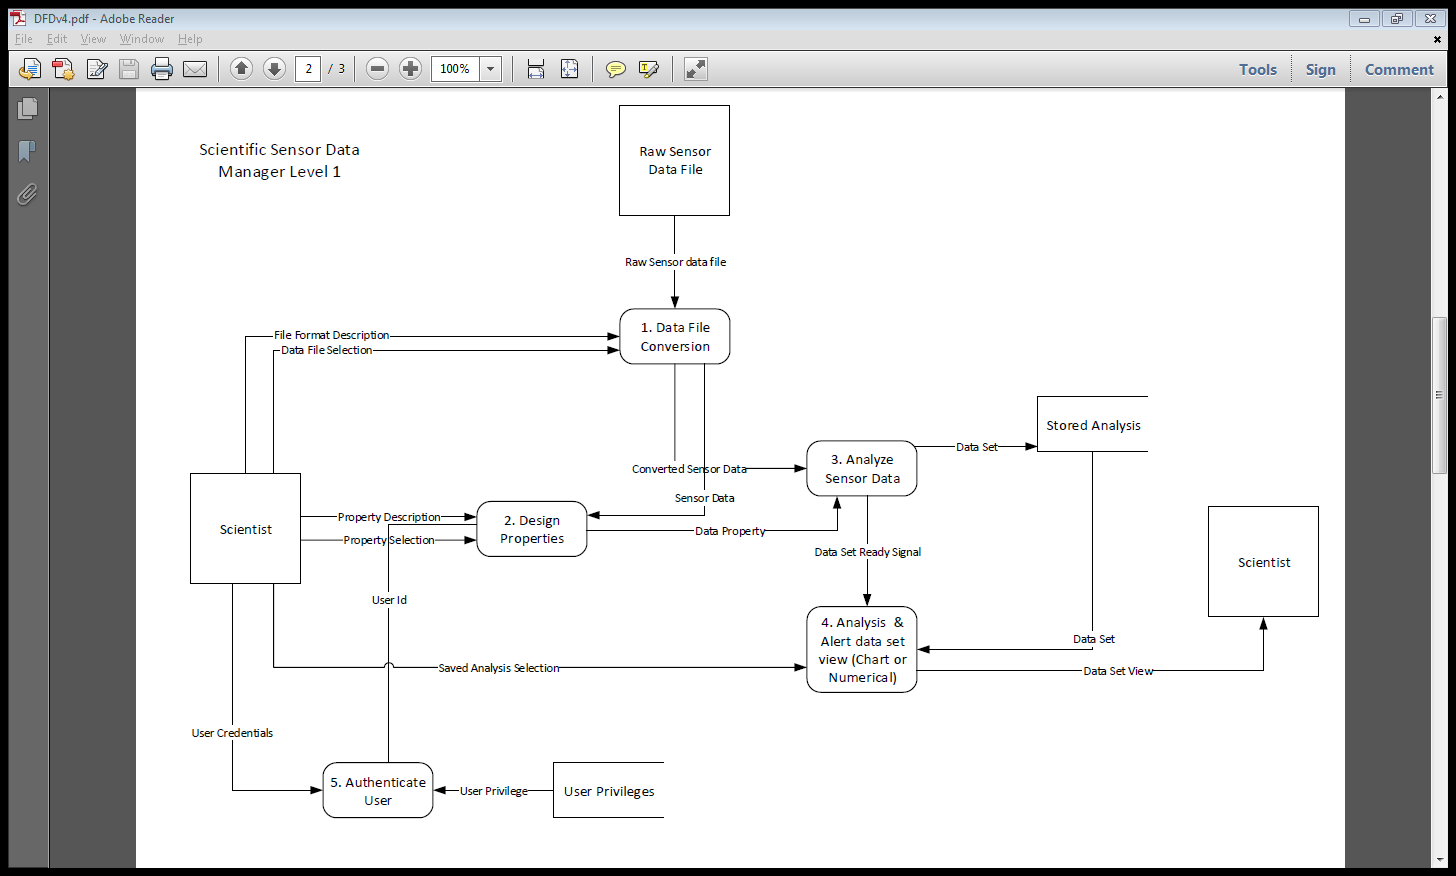 DFDv4.pdf - Adobe Reader
File Edit View Window Help
2 / 3 100% Tools Sign Comment
Scientific Sensor Data
Manager Level 1
Raw Sensor
Data File
Raw Sensor data file
1. Data File
Conversion
File Format Description
Data File Selection
Stored Analysis
Data Set
3. Analyze
Sensor Data
Converted Sensor Data
Sensor Data
Scientist
Property Description
Property Selection
2. Design
Properties
Data Property
Data Set Ready Signal
Scientist
User Id
4. Analysis &
Alert data set
view (Chart or
Numerical)
Data Set
Data Set View
Saved Analysis Selection
User Credentials
5. Authenticate
User
User Privilege
User Privileges